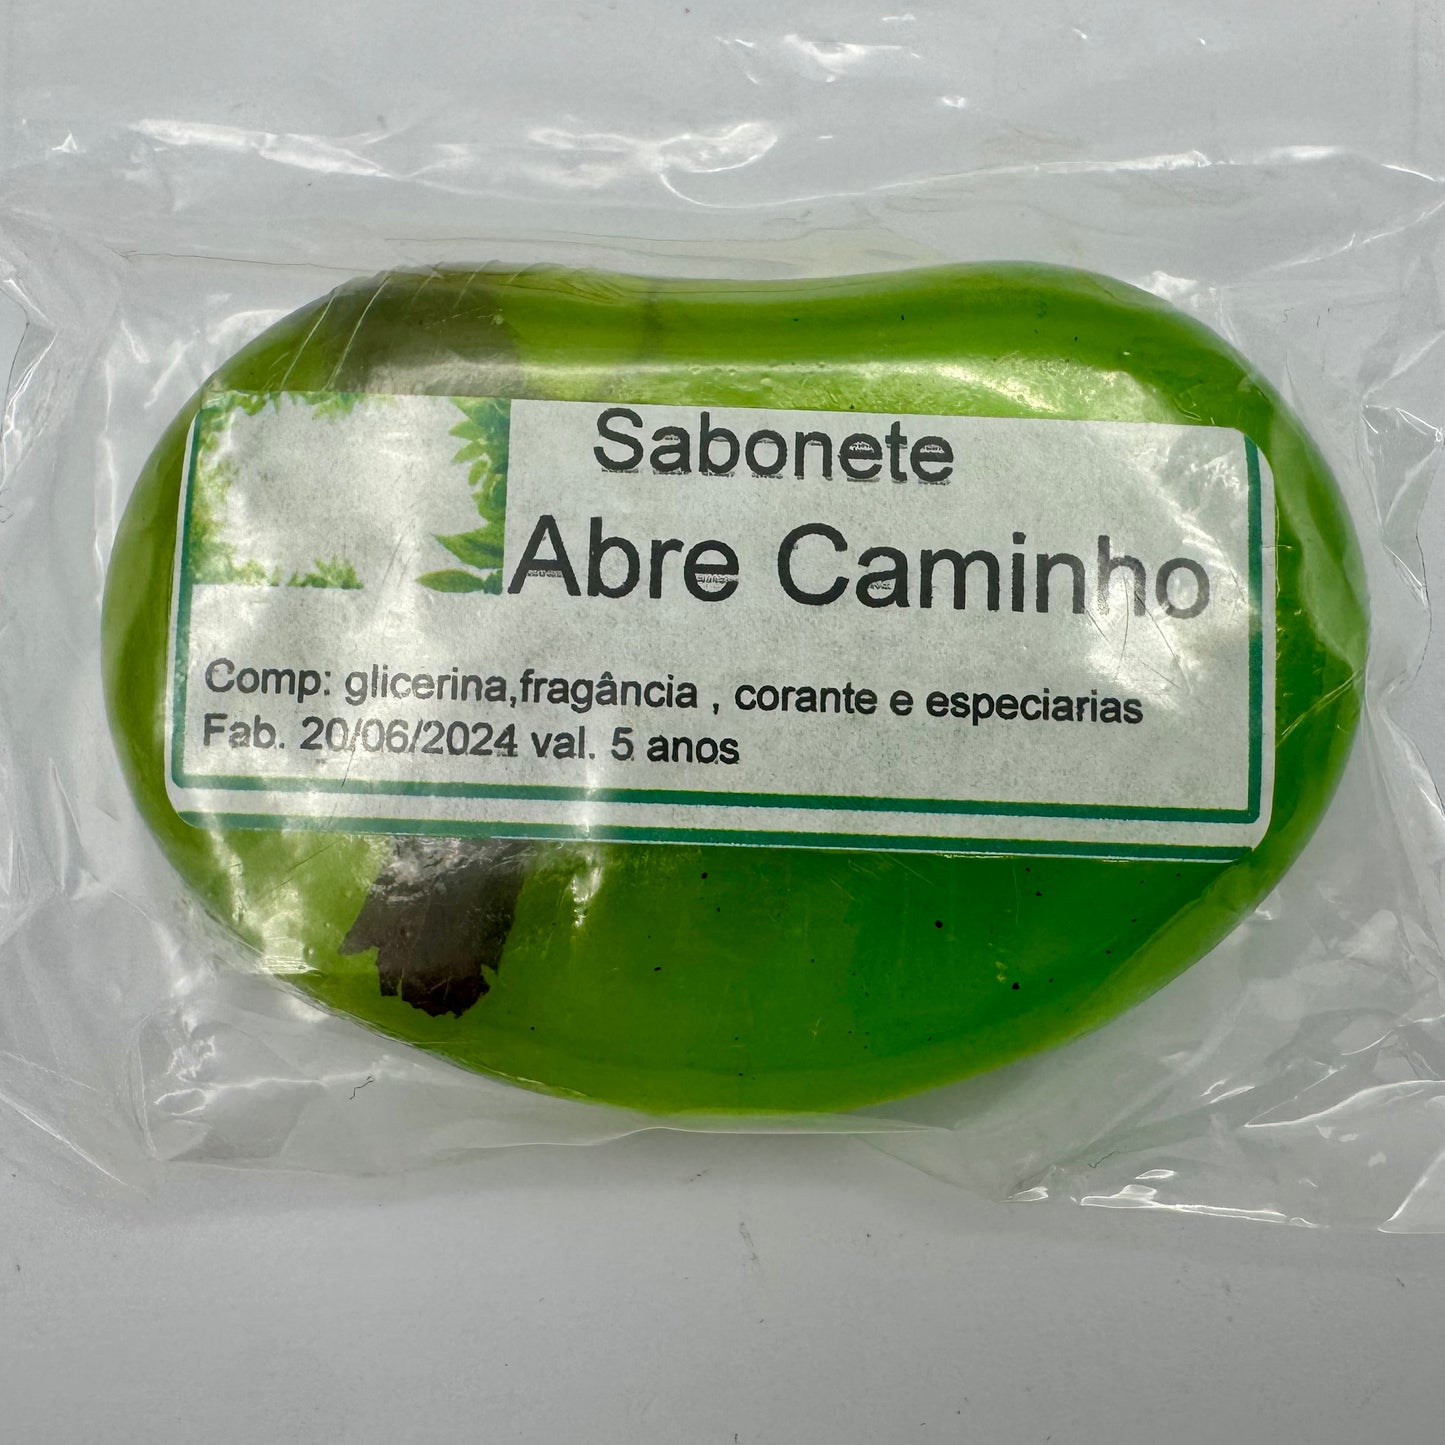 Sabonete
Abre Caminho
Comp: glicerina,fragância , corante e especiarias
Fab. 20/06/2024 val. 5 anos